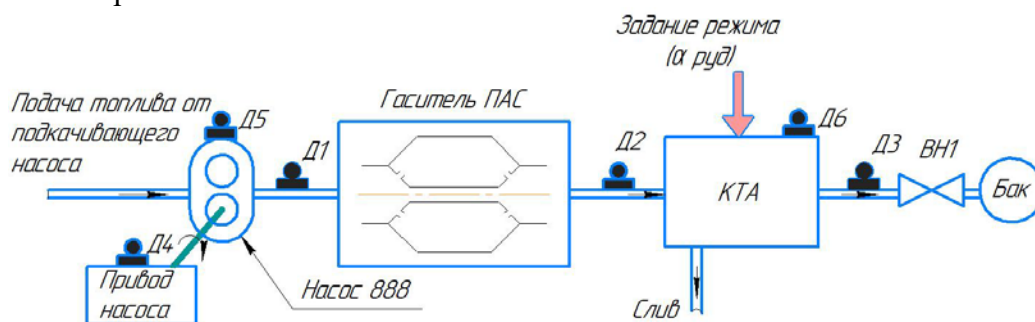 Задание режима
(α руд)
Подача топлива от
подкачивающего
насоса
Гаситель ПАС
Д5
Д1
Д2
Д6
Д3
ВН1
КТА
Бак
Д4
Привод
насоса
Насос 888
Слив